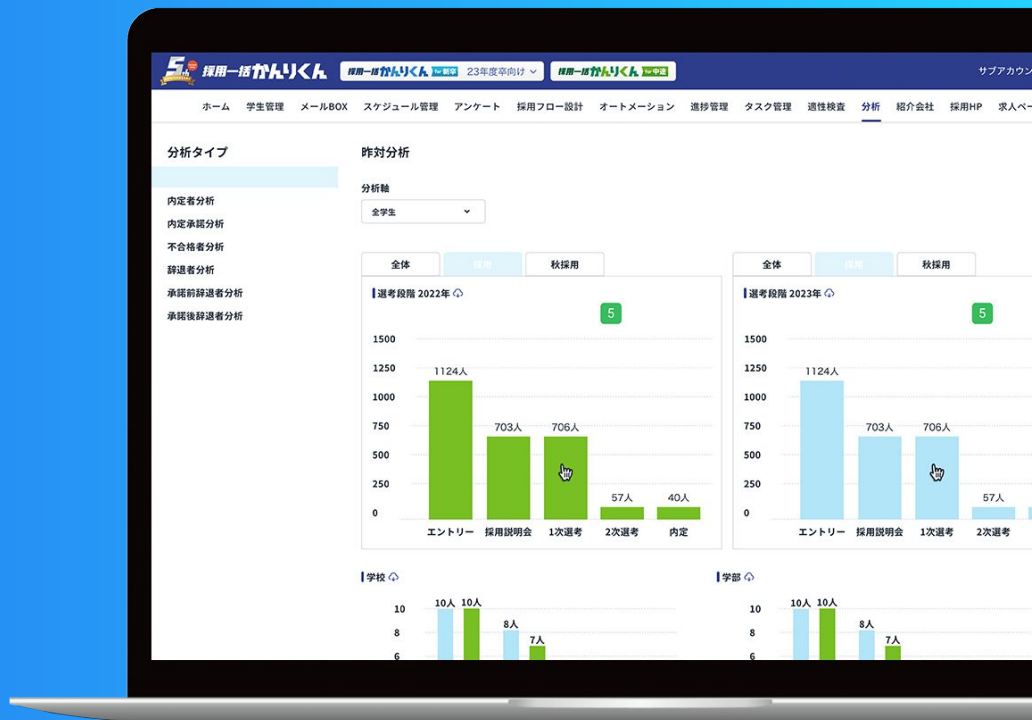 5th 採用一括かんりくん 採用一括かんりくん for 新卒 23年度卒向け 採用一括かんりくん for 中途 サブアカウン
ホーム 学生管理 メールBOX スケジュール管理 アンケート 採用フロー設計 オートメーション 進捗管理 タスク管理 適性検査 分析 紹介会社 採用HP 求人ペー
分析タイプ
内定者分析
内定承諾分析
不合格者分析
辞退者分析
承諾前辞退者分析
承諾後辞退者分析
昨対分析
分析軸
全学生
全体 採用 秋採用
選考段階 2022年
5
1500
1250
1000
750
500
250
0
1124人
703人
706人
57人
40人
エントリー 採用説明会 1次選考 2次選考 内定
全体 採用 秋採用
選考段階 2023年
5
1500
1250
1000
750
500
250
0
1124人
703人
706人
57人
エントリー 採用説明会 1次選考 2次選考
学校
10
8
6
10人 10人
8人
7人
学部
10
8
6
10人 10人
8人
7人